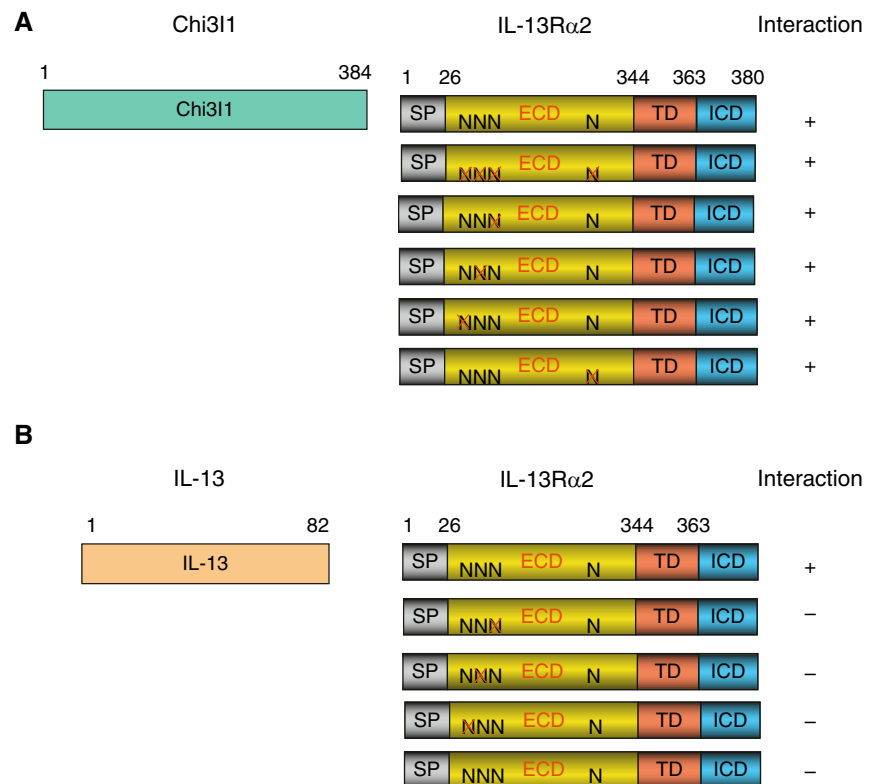 A Chi3l1 IL-13Rα2 Interaction
1 384 1 26 344 363 380
Chi3l1 SP NNN ECD N TD ICD +
SP NNN ECD N TD ICD +
SP NNN ECD N TD ICD +
SP NNN ECD N TD ICD +
SP NNN ECD N TD ICD +
SP NNN ECD N TD ICD +
B
IL-13 IL-13Rα2 Interaction
1 82 1 26 344 363
IL-13 SP NNN ECD N TD ICD +
SP NNN ECD N TD ICD –
SP NNN ECD N TD ICD –
SP NNN ECD N TD ICD –
SP NNN ECD N TD ICD –